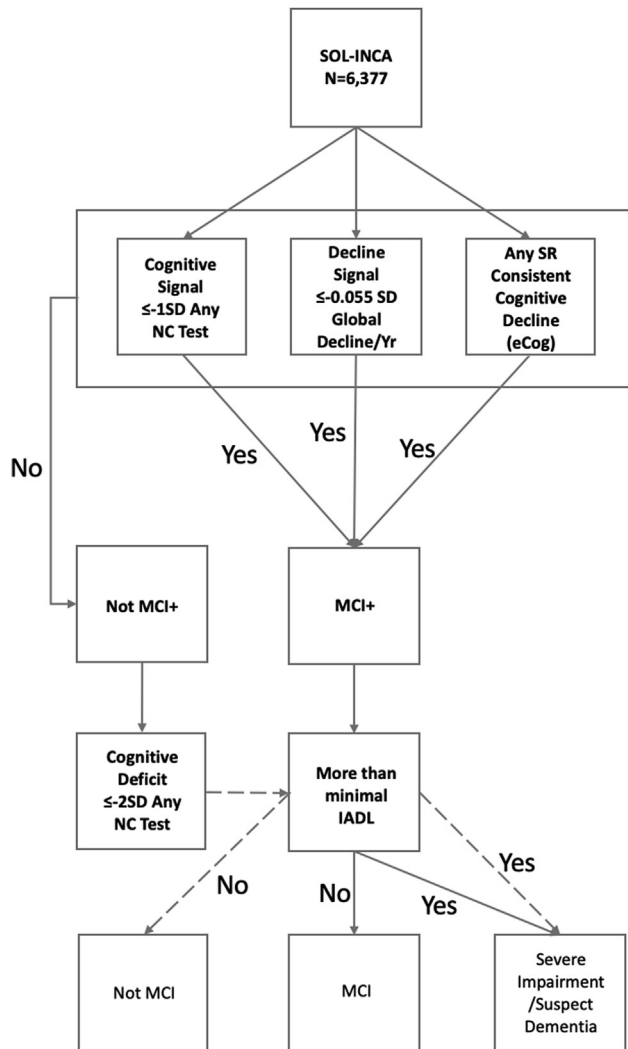 SOL-INCA
N=6,377
Cognitive
Signal
≤-1SD Any
NC Test
Decline
Signal
≤-0.055 SD
Global
Decline/Yr
Any SR
Consistent
Cognitive
Decline
(eCog)
No
Yes
Yes
Yes
Not MCI+
MCI+
Cognitive
Deficit
≤-2SD Any
NC Test
More than
minimal
IADL
No
No
Yes
Yes
Not MCI
MCI
Severe
Impairment
/Suspect
Dementia